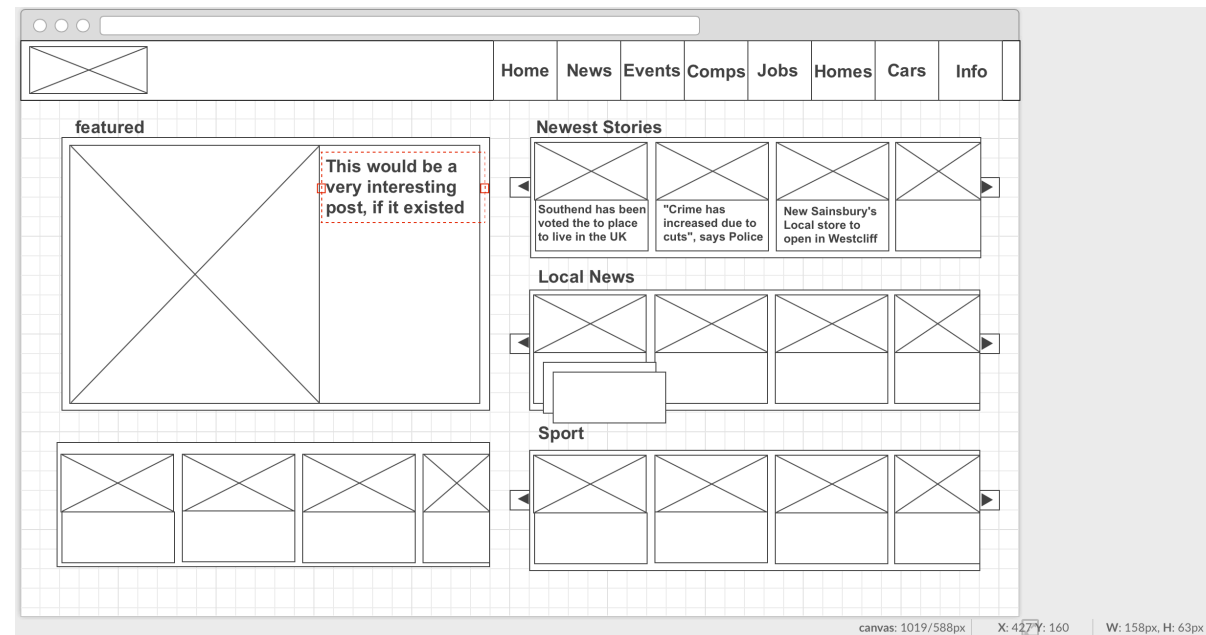 Home News Events Comps Jobs Homes Cars Info
featured
This would be a
very interesting
post, if it existed
Newest Stories
Southend has been
voted the to place
to live in the UK
"Crime has
increased due to
cuts", says Police
New Sainsbury's
Local store to
open in Westcliff
Local News
Sport
canvas: 1019/588px X: 427 Y: 160 W: 158px, H: 63px